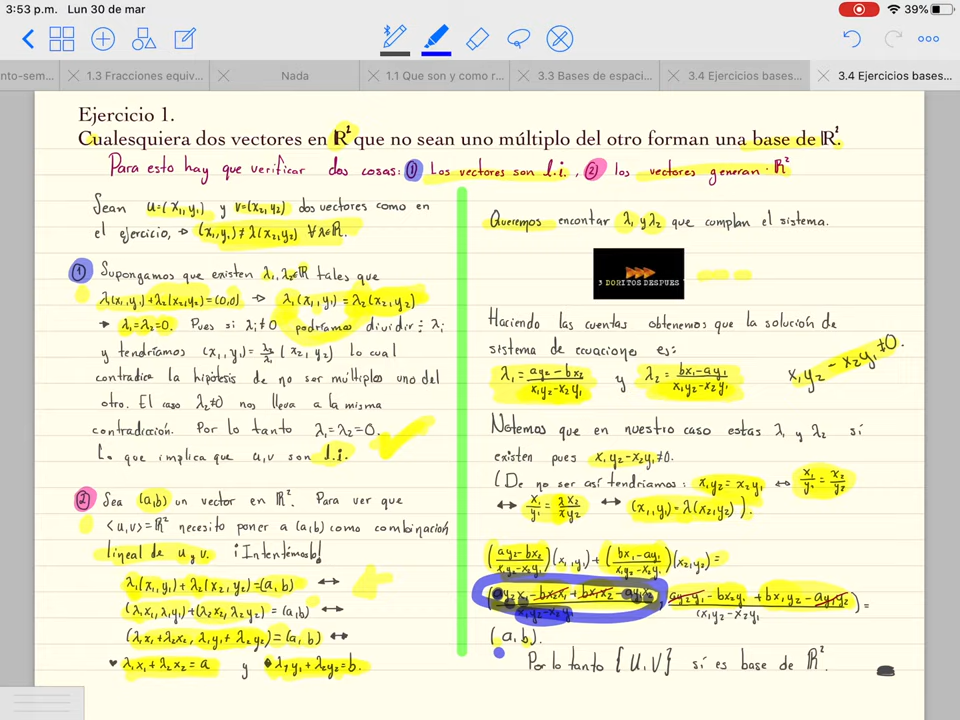 3:53 p.m. Lun 30 de mar
39%
nto-sem...
1.3 Fracciones equiv...
Nada
1.1 Que son y como r...
3.3 Bases de espaci...
3.4 Ejercicios bases...
3.4 Ejercicios bases...
Ejercicio 1.
Cualesquiera dos vectores en ℝ² que no sean uno múltiplo del otro forman una base de ℝ².
Para esto hay que verificar dos cosas: ① Los vectores son l.i., ② los vectores generan ℝ²
Sean u=(x₁,y₁) y v=(x₂,y₂) dos vectores como en
el ejercicio, → (x₁,y₁) ≠ λ(x₂,y₂) ∀λ∈ℝ.
① Supongamos que existen λ₁,λ₂∈ℝ tales que
λ₁(x₁,y₁)+λ₂(x₂,y₂)=(0,0) → λ₁(x₁,y₁)=λ₂(x₂,y₂)
→ λ₁=λ₂=0. Pues si λ₁≠0 podríamos dividir ÷ λ₁
y tendríamos (x₁,y₁)=λ₂/λ₁(x₂,y₂) lo cual
contradice la hipótesis de no ser múltiplos uno del
otro. El caso λ₂≠0 nos lleva a la misma
contradicción. Por lo tanto λ₁=λ₂=0.
Lo que implica que u,v son l.i.
② Sea (a,b) un vector en ℝ². Para ver que
<u,v>=ℝ² necesito poner a (a,b) como combinación
lineal de u y v. ¡Intentémoslo!
λ₁(x₁,y₁)+λ₂(x₂,y₂)=(a,b) ↔
(λ₁x₁,λ₁y₁)+(λ₂x₂,λ₂y₂)=(a,b) ↔
(λ₁x₁+λ₂x₂, λ₁y₁+λ₂y₂)=(a,b) ↔
♥ λ₁x₁+λ₂x₂=a y λ₁y₁+λ₂y₂=b.
Queremos encontar λ₁ y λ₂ que complan el sistema.
3 DORITOS DESPUES
Haciendo las cuentas obtenemos que la solución de
sistema de ecuaciones es:
λ₁=(ay₂-bx₂)/(x₁y₂-x₂y₁) y λ₂=(bx₁-ay₁)/(x₁y₂-x₂y₁) x₁y₂-x₂y₁≠0.
Notemos que en nuestro caso estas λ₁ y λ₂ sí
existen pues x₁y₂-x₂y₁≠0.
(De no ser así tendríamos: x₁y₂=x₂y₁ ↔ x₁/y₁=x₂/y₂
↔ x₁/y₁=λx₂/λy₂ ↔ (x₁,y₁)=λ(x₂,y₂)).
((ay₂-bx₂)/(x₁y₂-x₂y₁))(x₁,y₁)+((bx₁-ay₁)/(x₁y₂-x₂y₁))(x₂,y₂)=
((ay₂x₁-bx₂x₁+bx₁x₂-ay₁x₂)/(x₁y₂-x₂y₁), (ay₂y₁-bx₂y₁+bx₁y₂-ay₁y₂)/(x₁y₂-x₂y₁))=
(a,b).
Por lo tanto {U,V} sí es base de ℝ².